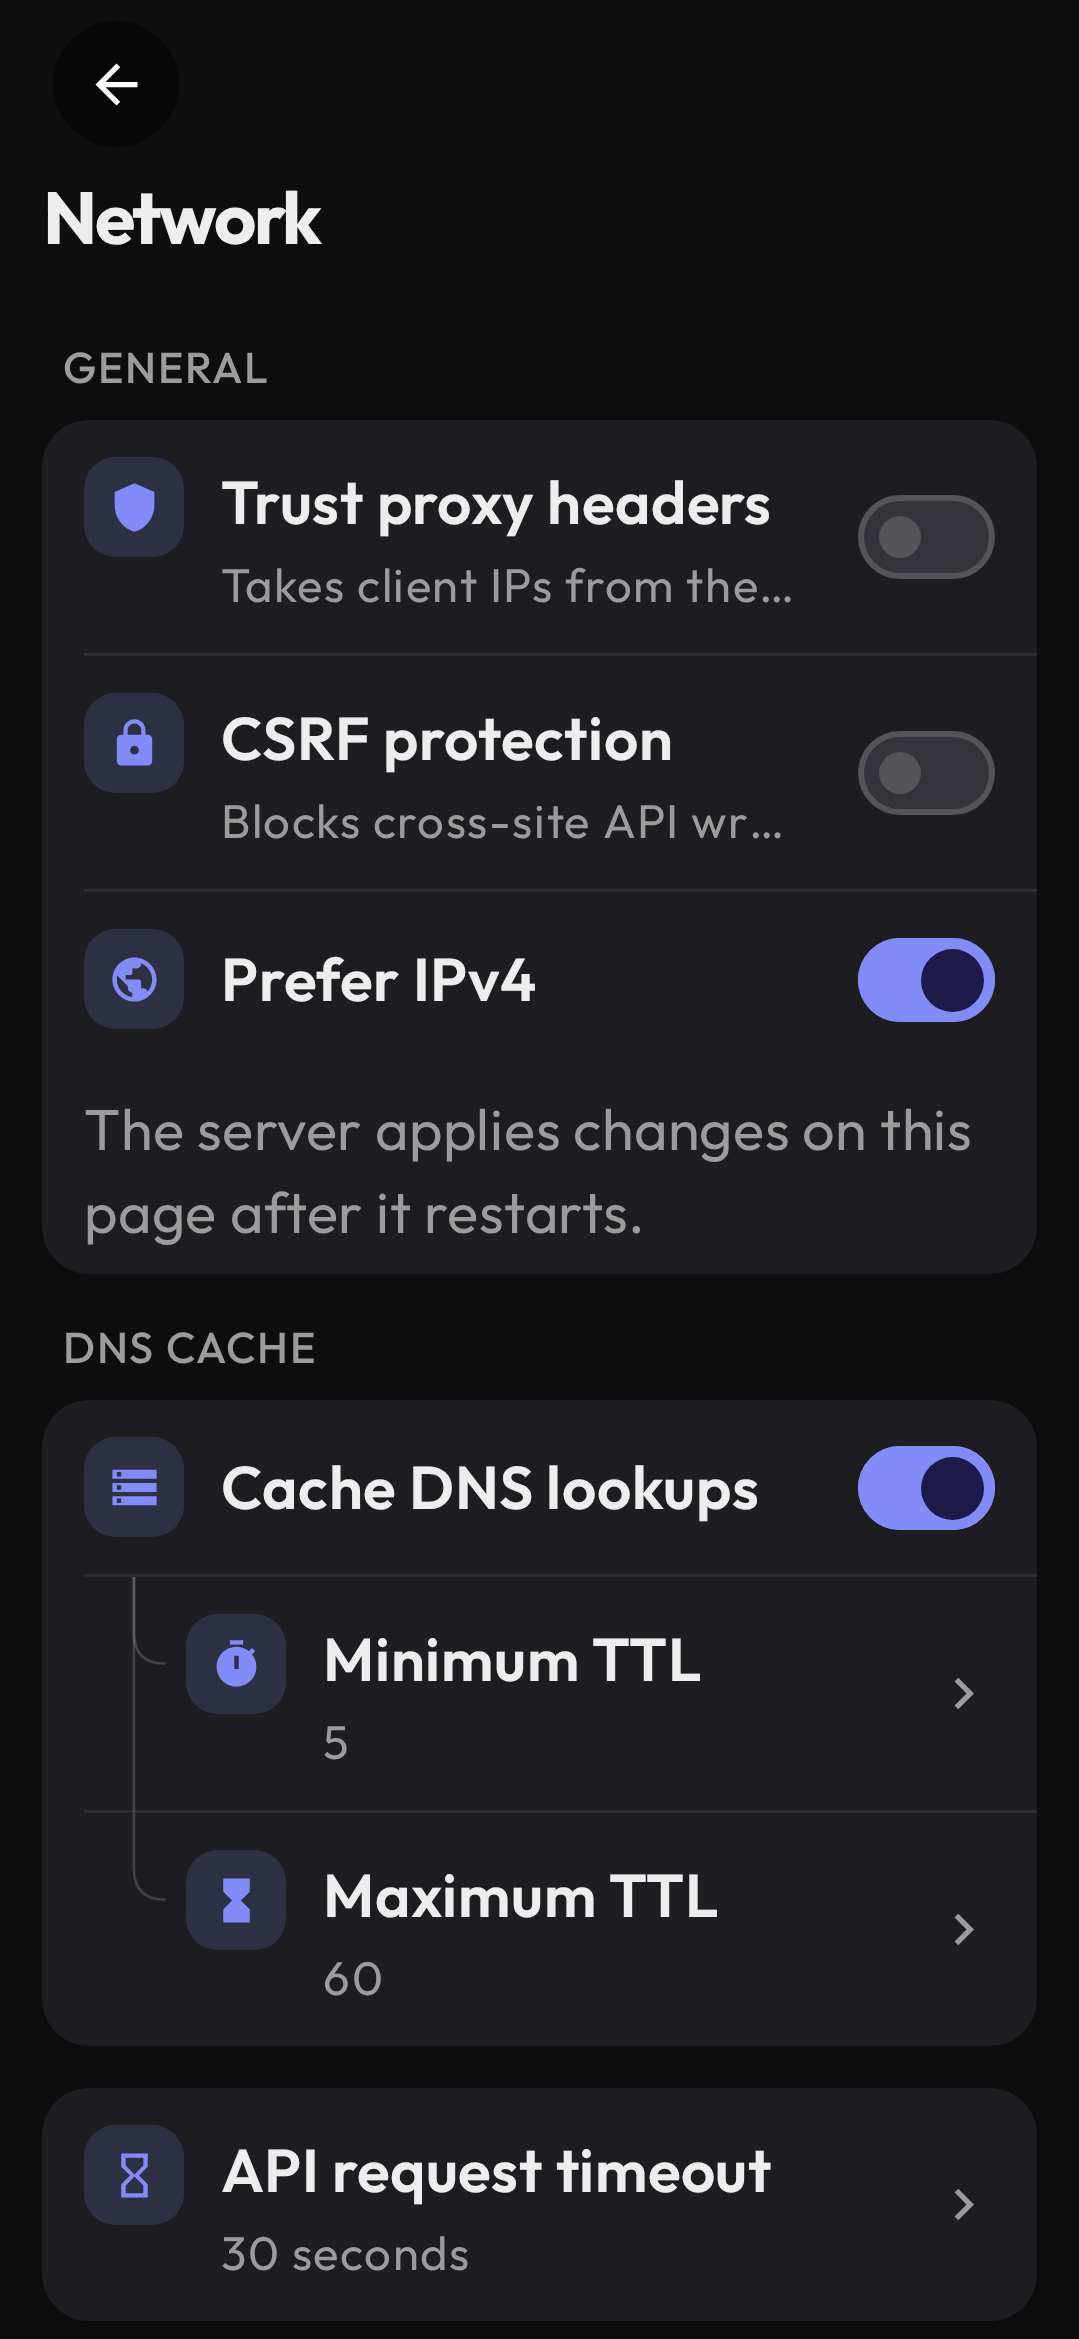 Network
GENERAL
Trust proxy headers
Takes client IPs from the...
CSRF protection
Blocks cross-site API wr...
Prefer IPv4
The server applies changes on this
page after it restarts.
DNS CACHE
Cache DNS lookups
Minimum TTL
5
Maximum TTL
60
API request timeout
30 seconds